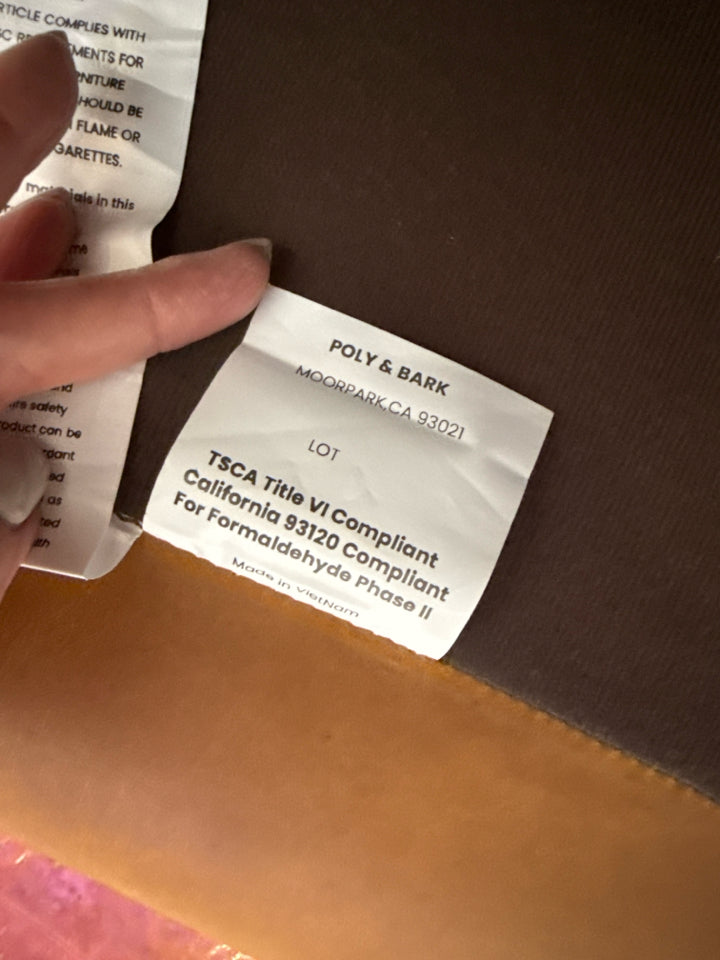 RTICLE COMPLIES WITH
MENTS FOR
NITURE
HOULD BE
FLAME OR
GARETTES.
ials in this
safety
oduct can be
as
POLY & BARK
MOORPARK,CA 93021
LOT
TSCA Title VI Compliant
California 93120 Compliant
For Formaldehyde Phase II
Made in VietNam